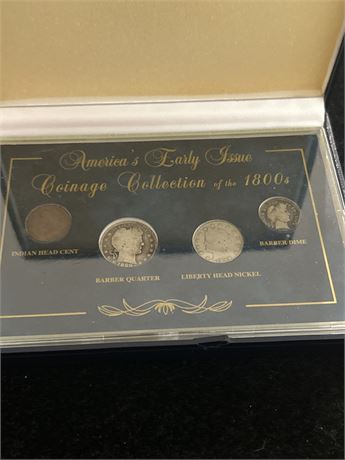 America's Early Issue
Coinage Collection of the 1800s
INDIAN HEAD CENT
BARBER QUARTER
LIBERTY HEAD NICKEL
BARBER DIME